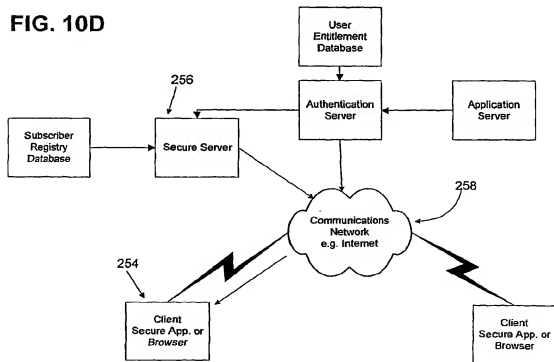 FIG. 10D
User
Entitlement
Database
256
Authentication
Server
Application
Server
Subscriber
Registry
Database
Secure Server
Communications
Network
e.g. Internet
258
254
Client
Secure App. or
Browser
Client
Secure App. or
Browser